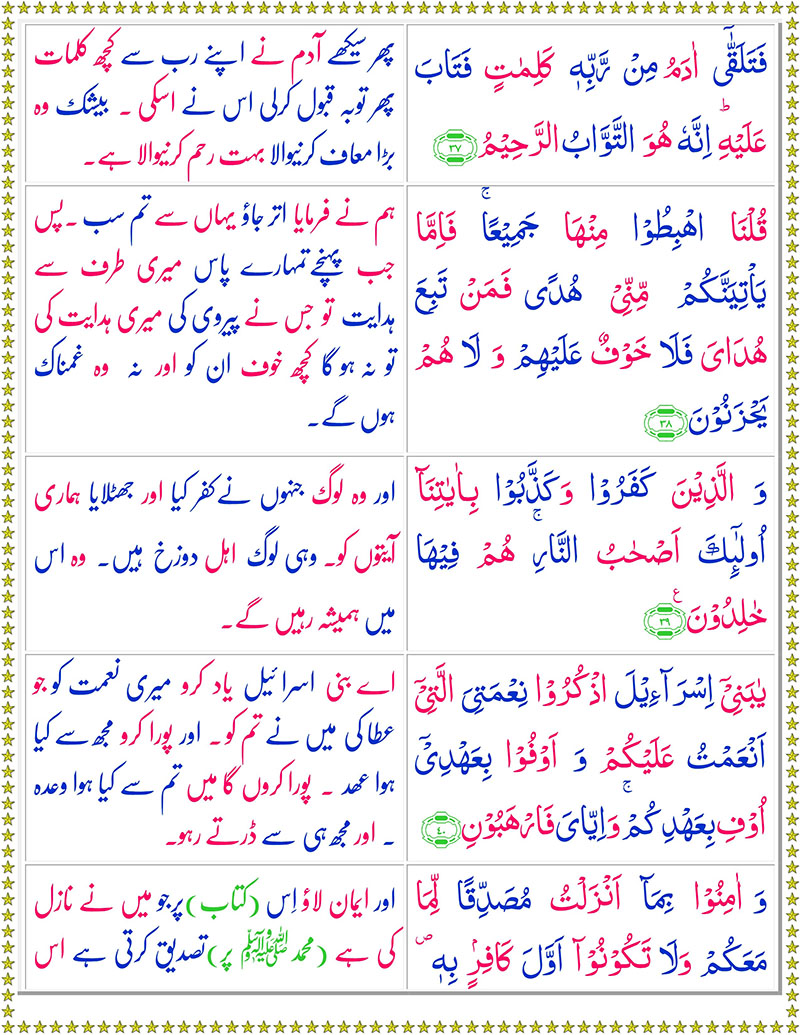 فَتَلَقّٰۤی اٰدَمُ مِنْ رَّبِّهٖ كَلِمٰتٍ فَتَابَ
عَلَیْهِ ؕ اِنَّهٗ هُوَ التَّوَّابُ الرَّحِیْمُ ﴿۳۷﴾
پھر سیکھے آدم نے اپنے رب سے کچھ کلمات
پھر توبہ قبول کرلی اس نے اسکی ۔ بیشک وہ
بڑا معاف کرنیوالا بہت رحم کرنیوالا ہے۔
قُلْنَا اهْبِطُوْا مِنْهَا جَمِیْعًا ۚ فَاِمَّا
یَاْتِیَنَّكُمْ مِّنِّیْ هُدًی فَمَنْ تَبِعَ
هُدَایَ فَلَا خَوْفٌ عَلَیْهِمْ وَ لَا هُمْ
یَحْزَنُوْنَ ﴿۳۸﴾
ہم نے فرمایا اتر جاؤ یہاں سے تم سب ۔پس
جب پہنچے تمہارے پاس میری طرف سے
ہدایت تو جس نے پیروی کی میری ہدایت کی
تو نہ ہوگا کچھ خوف ان کو اور نہ وہ غمناک
ہوں گے۔
وَ الَّذِیْنَ كَفَرُوْا وَكَذَّبُوْا بِاٰیٰتِنَاۤ
اُولٰٓىِٕكَ اَصْحٰبُ النَّارِ ۚ هُمْ فِیْهَا
خٰلِدُوْنَ ﴿۳۹﴾ ع
اور وہ لوگ جنہوں نے کفر کیا اور جھٹلایا ہماری
آیتوں کو۔ وہی لوگ اہل دوزخ ہیں۔ وہ اس
میں ہمیشہ رہیں گے۔
یٰبَنِیْۤ اِسْرَآءِیْلَ اذْكُرُوْا نِعْمَتِیَ الَّتِیْۤ
اَنْعَمْتُ عَلَیْكُمْ وَ اَوْفُوْا بِعَهْدِیْۤ
اُوْفِ بِعَهْدِكُمْ ۚ وَاِیَّایَ فَارْهَبُوْنِ ﴿۴۰﴾
اے بنی اسرائیل یاد کرو میری نعمت کو جو
عطا کی میں نے تم کو۔ اور پورا کرو مجھ سے کیا
ہوا عہد ۔ پورا کروں گا میں تم سے کیا ہوا وعدہ
۔ اور مجھ ہی سے ڈرتے رہو۔
وَ اٰمِنُوْا بِمَاۤ اَنْزَلْتُ مُصَدِّقًا لِّمَا
مَعَكُمْ وَلَا تَكُوْنُوْۤا اَوَّلَ كَافِرٍۭ بِهٖ ۪
اور ایمان لاؤ اِس (کتاب) پر جو میں نے نازل
کی ہے (محمد ﷺ پر) تصدیق کرتی ہے اس